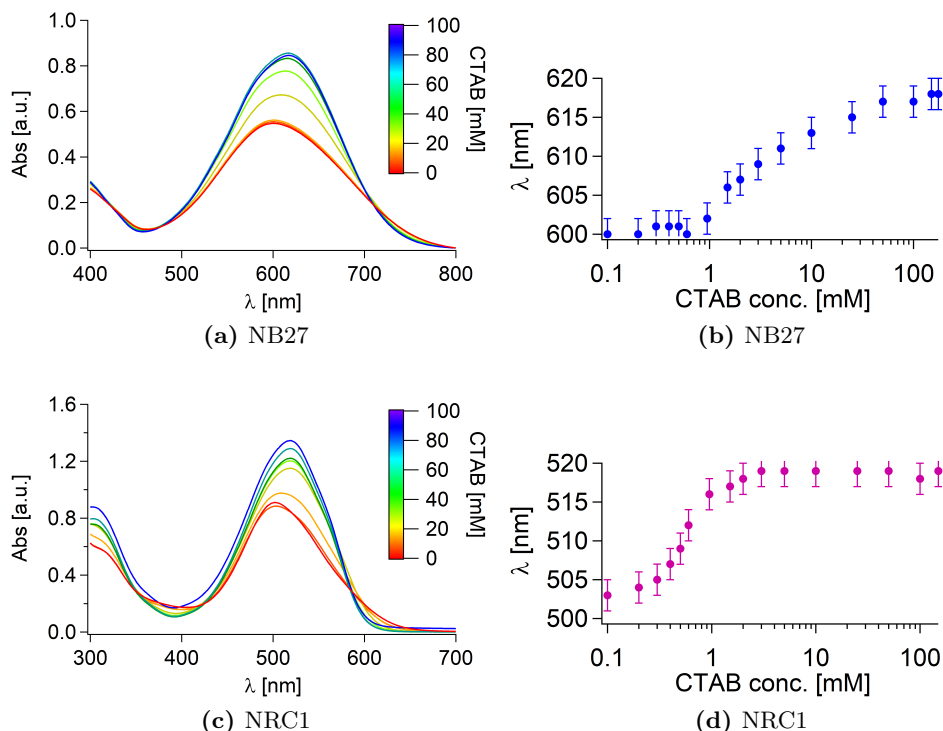 1.0
0.8
0.6
0.4
0.2
0.0
Abs [a.u.]
400 500 600 700 800
λ [nm]
100
80
60
40
20
0
CTAB [mM]
(a) NB27
620
615
610
605
600
λ [nm]
0.1 1 10 100
CTAB conc. [mM]
(b) NB27
1.6
1.2
0.8
0.4
0.0
Abs [a.u.]
300 400 500 600 700
λ [nm]
100
80
60
40
20
0
CTAB [mM]
(c) NRC1
520
515
510
505
500
λ [nm]
0.1 1 10 100
CTAB conc. [mM]
(d) NRC1